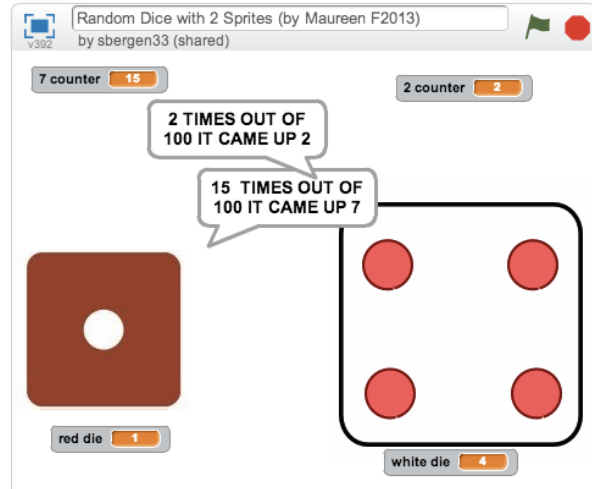 Random Dice with 2 Sprites (by Maureen F2013)
v392
by sbergen33 (shared)
7 counter 15
2 counter 2
2 TIMES OUT OF
100 IT CAME UP 2
15 TIMES OUT OF
100 IT CAME UP 7
red die 1
white die 4